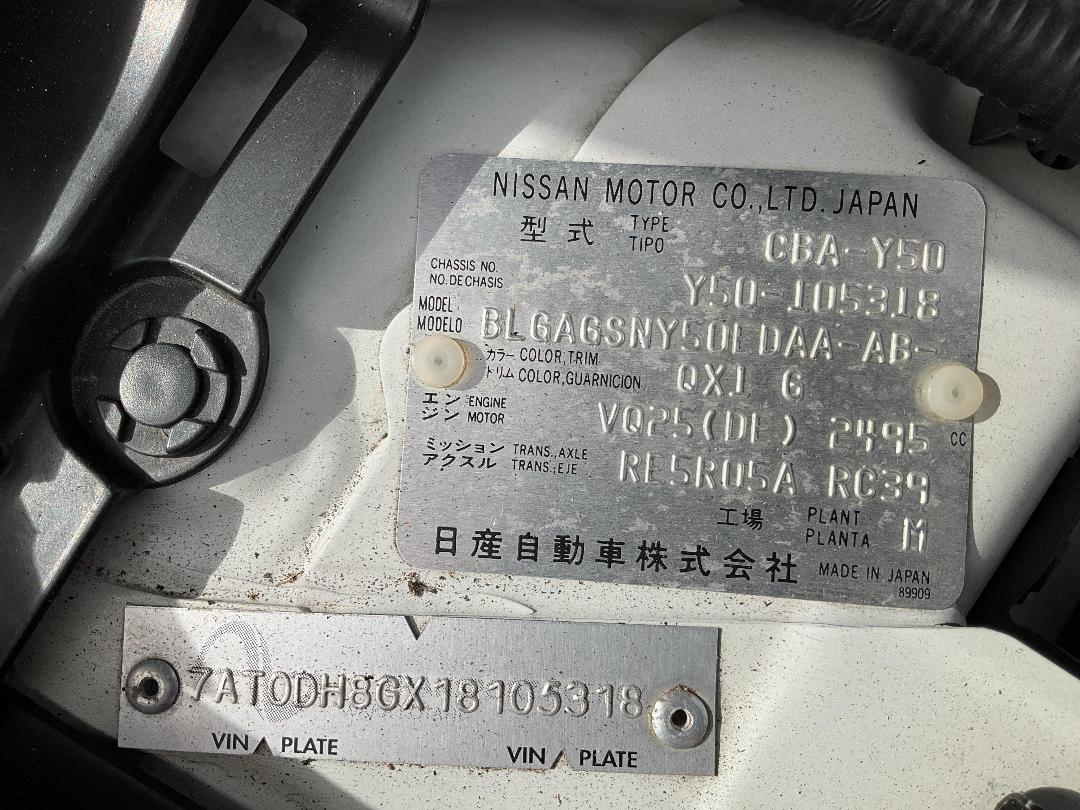 NISSAN MOTOR CO.,LTD. JAPAN
型式 TYPE TIPO CBA-Y50
CHASSIS NO. NO. DE CHASIS Y50-105318
MODEL MODELO BLGAGSNY50EDAA-AB-
カラー COLOR, TRIM
トリム COLOR, GUARNICION QX1 G
エンジン ENGINE MOTOR VQ25(DE) 2495 CC
ミッション TRANS., AXLE
アクスル TRANS.; EJE RE5R05A RC39
工場 PLANT PLANTA M
日産自動車株式会社 MADE IN JAPAN
89909
7AT0DH8GX18105318
VIN PLATE VIN PLATE